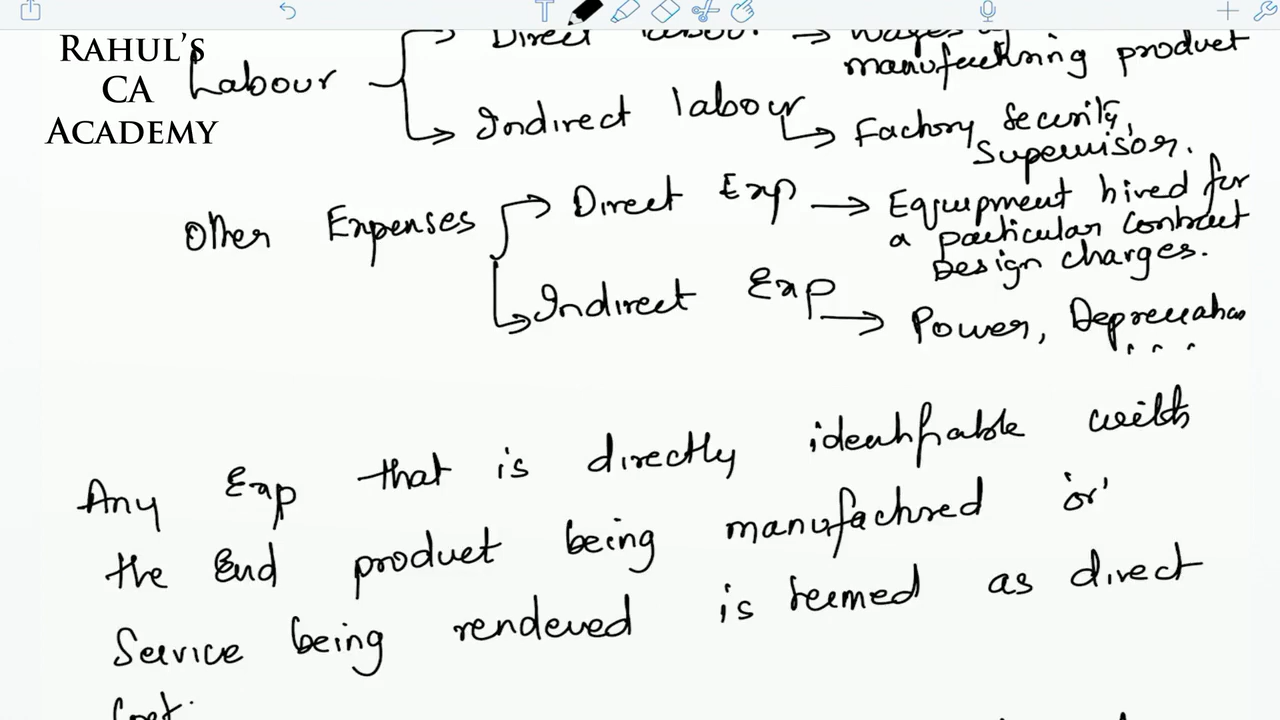 RAHUL'S
CA
ACADEMY
Direct labour → Wages
manufacturing product
Labour
Indirect labour
Factory Security,
Supervisor.
Other Expenses
Direct Exp → Equipment hired for
a particular Contract
Design charges.
Indirect Exp → Power, Depreciation
...
Any Exp that is directly identifiable with
the End product being manufactured 'or'
Service being rendered is termed as direct
Cost.